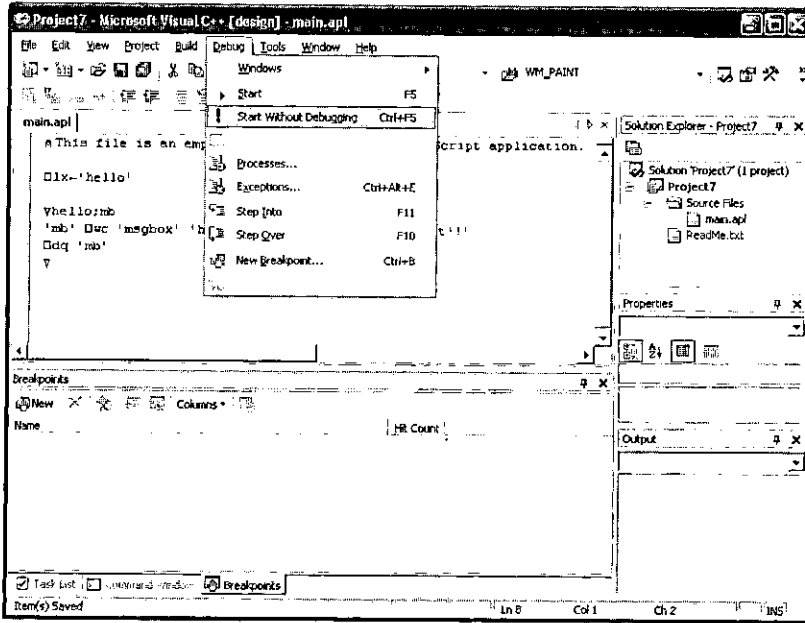 Project7 - Microsoft Visual C++ [design] - main.apl
File Edit View Project Build Debug Tools Window Help
WM_PAINT
Windows
Start F5
Start Without Debugging Ctrl+F5
Processes...
Exceptions... Ctrl+Alt+E
Step Into F11
Step Over F10
New Breakpoint... Ctrl+B
main.apl
⍝This file is an emp
cript application.
⎕lx←'hello'
∇hello;mb
'mb' ⎕wc 'msgbox' 'h
t!!'
⎕dq 'mb'
∇
Solution Explorer - Project7
Solution 'Project7' (1 project)
Project7
Source Files
main.apl
ReadMe.txt
Properties
Breakpoints
New Columns
Name Hit Count
Output
Task List Command Window Breakpoints
Item(s) Saved Ln 8 Col 1 Ch 2 INS